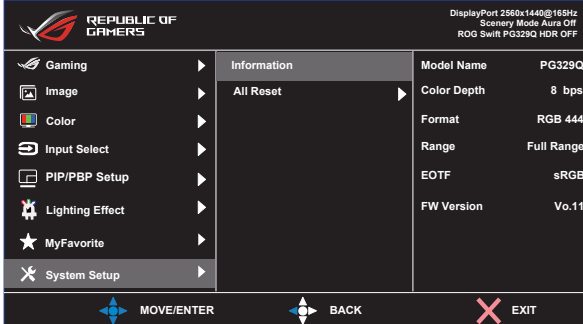 REPUBLIC OF
GAMERS
DisplayPort 2560x1440@165Hz
Scenery Mode Aura Off
ROG Swift PG329Q HDR OFF
Gaming
Information
Model Name PG329Q
Image
All Reset
Color Depth 8 bps
Color
Format RGB 444
Input Select
Range Full Range
PIP/PBP Setup
EOTF sRGB
Lighting Effect
FW Version Vo.11
MyFavorite
System Setup
MOVE/ENTER BACK EXIT